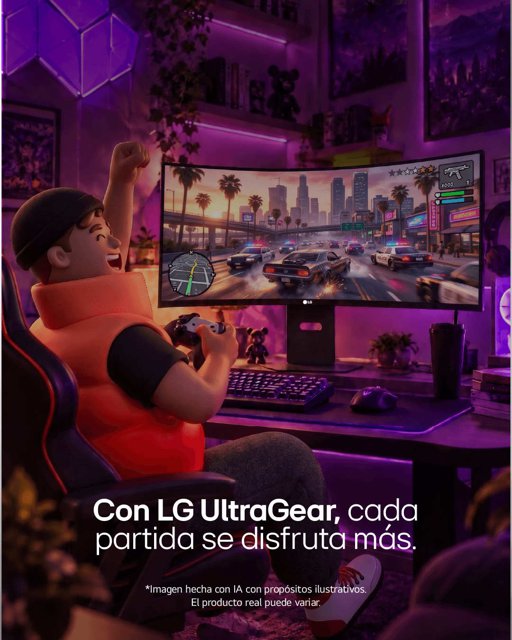 LG
Con LG UltraGear, cada
partida se disfruta más.
*Imagen hecha con IA con propósitos ilustrativos.
El producto real puede variar.